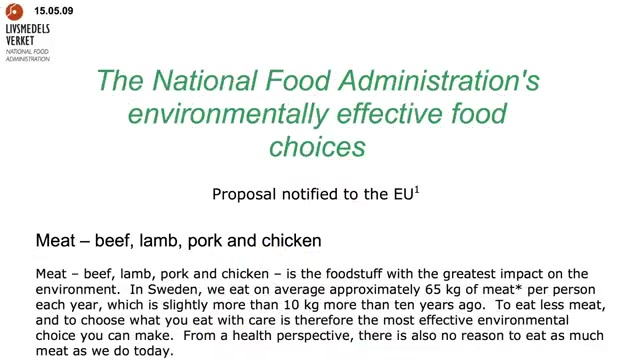 15.05.09
LIVSMEDELS
VERKET
NATIONAL FOOD
ADMINISTRATION
The National Food Administration's
environmentally effective food
choices
Proposal notified to the EU1
Meat – beef, lamb, pork and chicken
Meat – beef, lamb, pork and chicken – is the foodstuff with the greatest impact on the
environment.  In Sweden, we eat on average approximately 65 kg of meat* per person
each year, which is slightly more than 10 kg more than ten years ago.  To eat less meat,
and to choose what you eat with care is therefore the most effective environmental
choice you can make.  From a health perspective, there is also no reason to eat as much
meat as we do today.